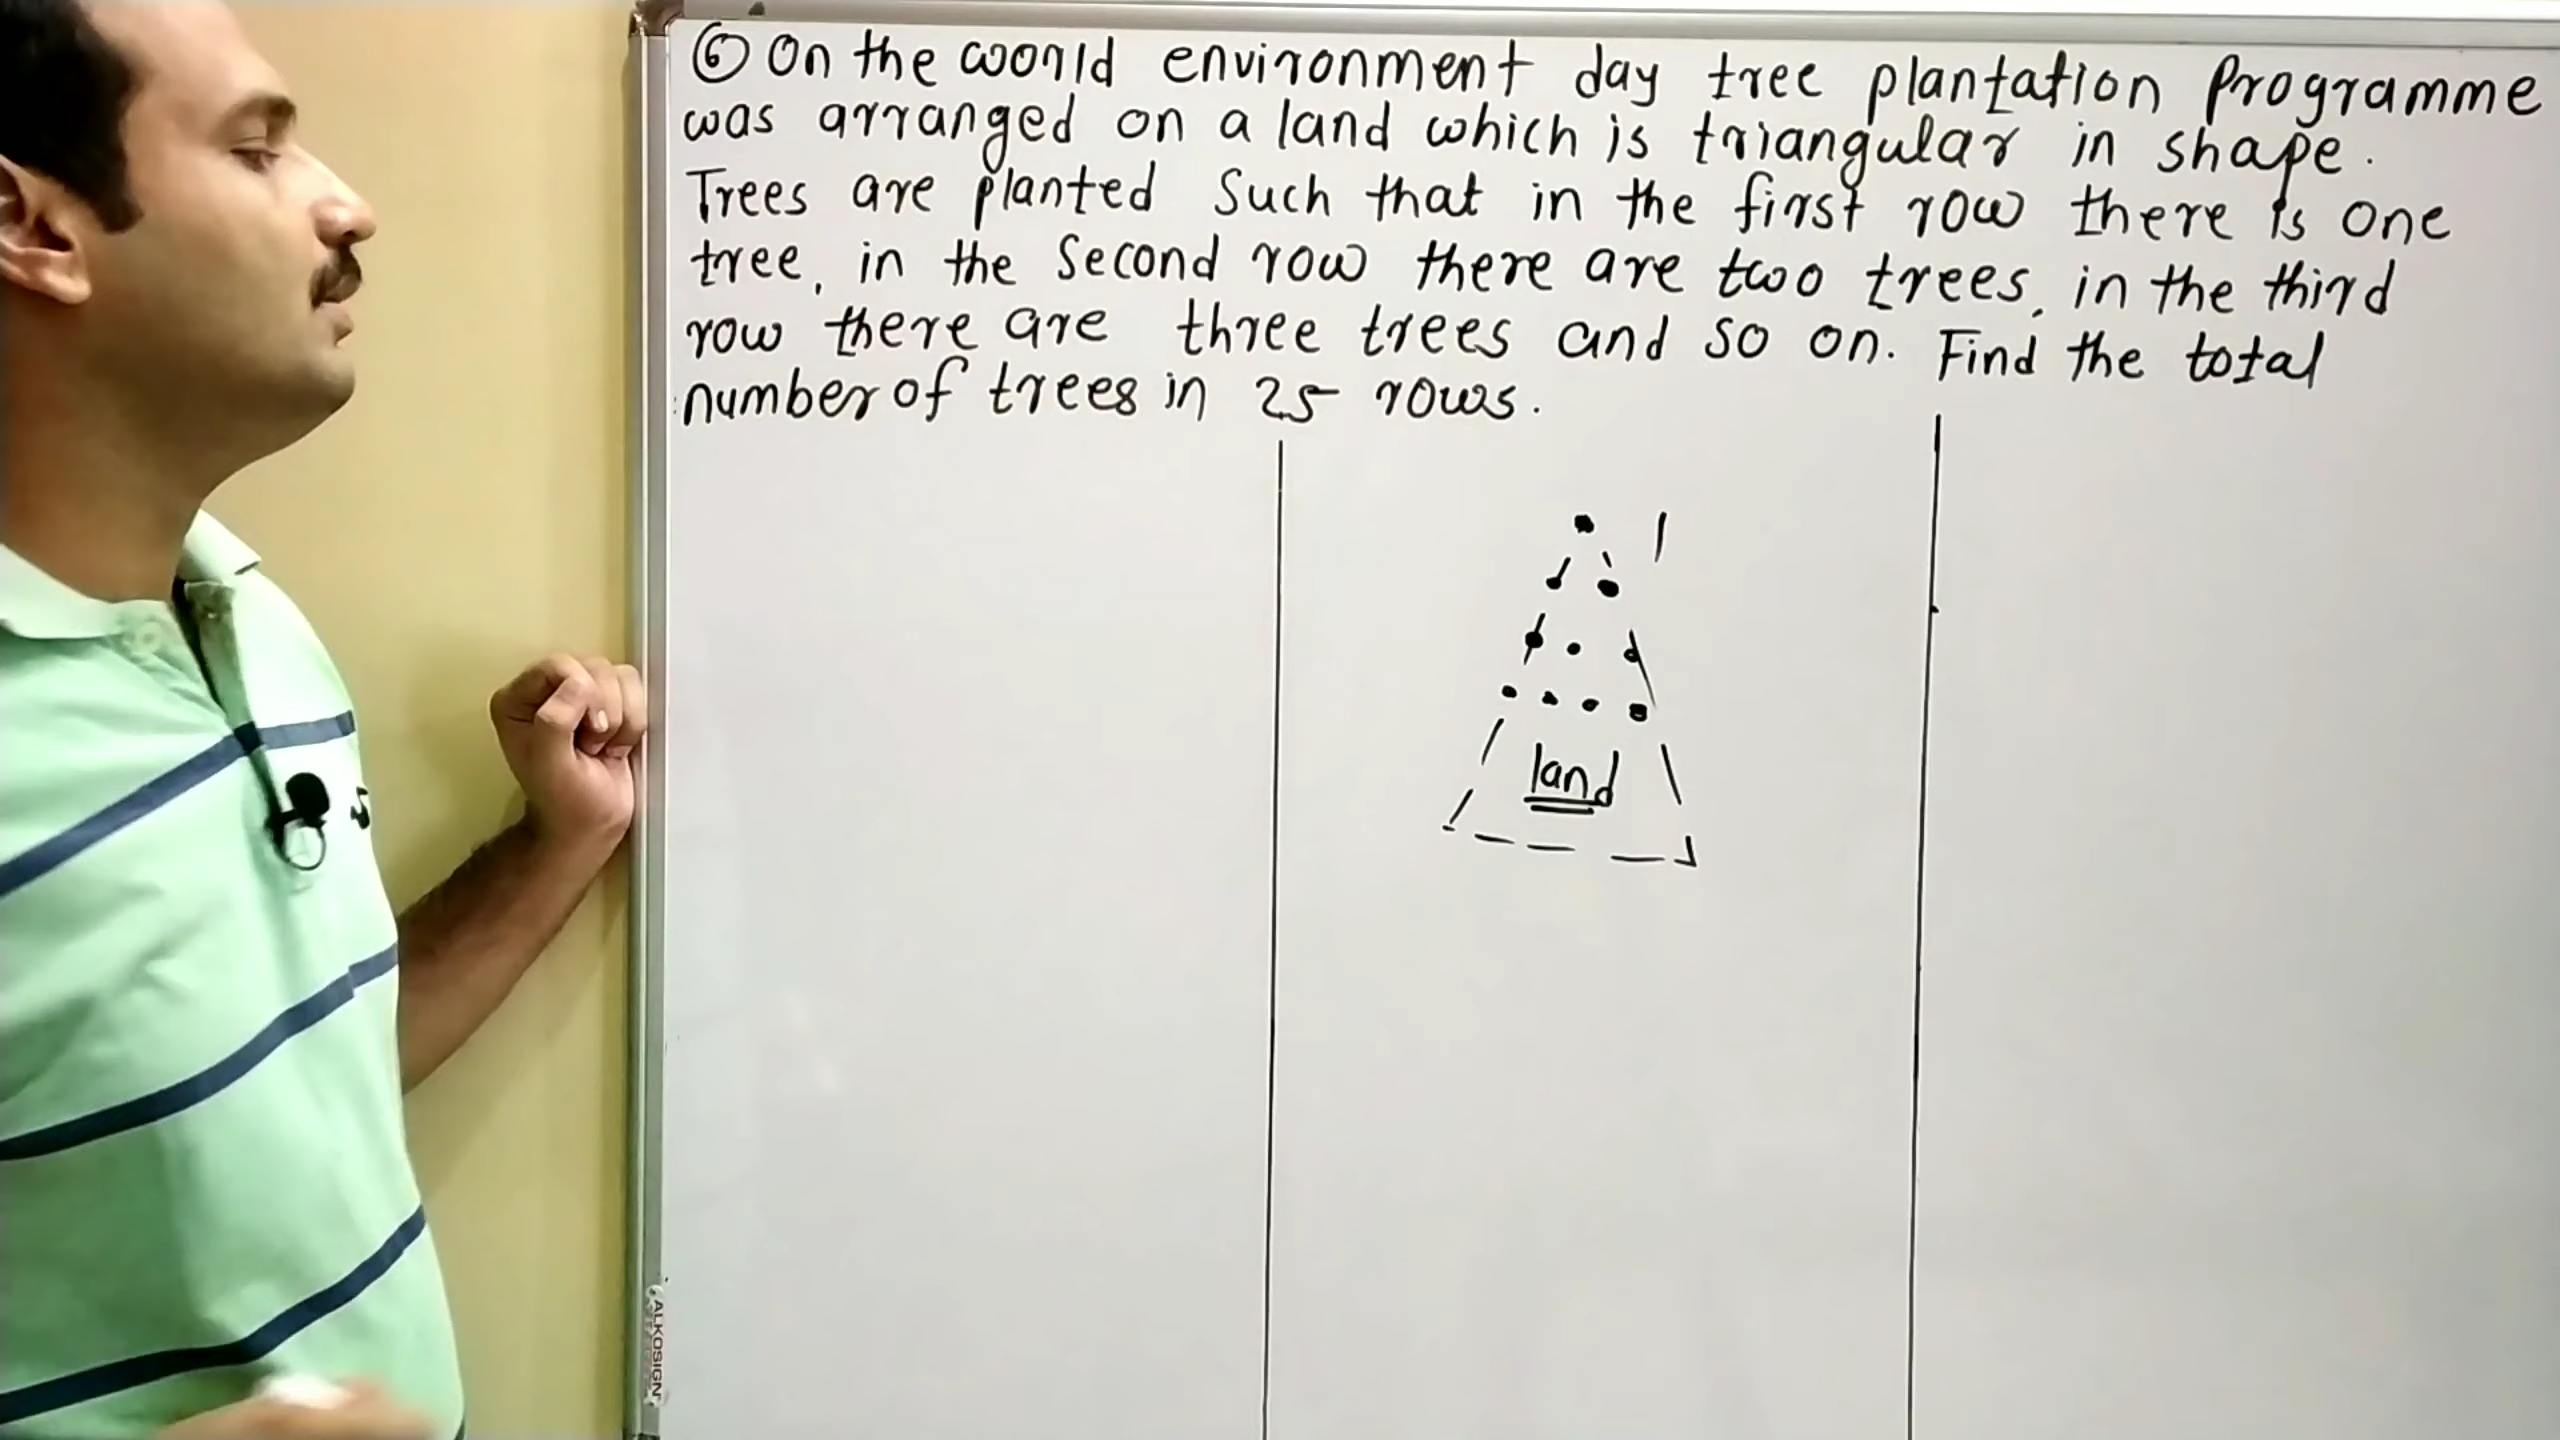 ⑥ On the world environment day tree plantation Programme
was arranged on a land which is triangular in shape.
Trees are planted Such that in the first row there is one
tree, in the Second row there are two trees, in the third
row there are three trees and so on. Find the total
number of trees in 25 rows.
1
land
ALKOSIGN